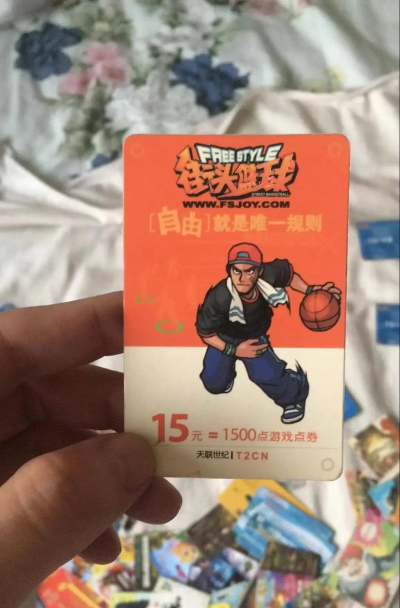 FREE STYLE
街头篮球
STREET BASKETBALL
WWW.FSJOY.COM
[自由]就是唯一规则
15元=1500点游戏点券
天联世纪|T2CN